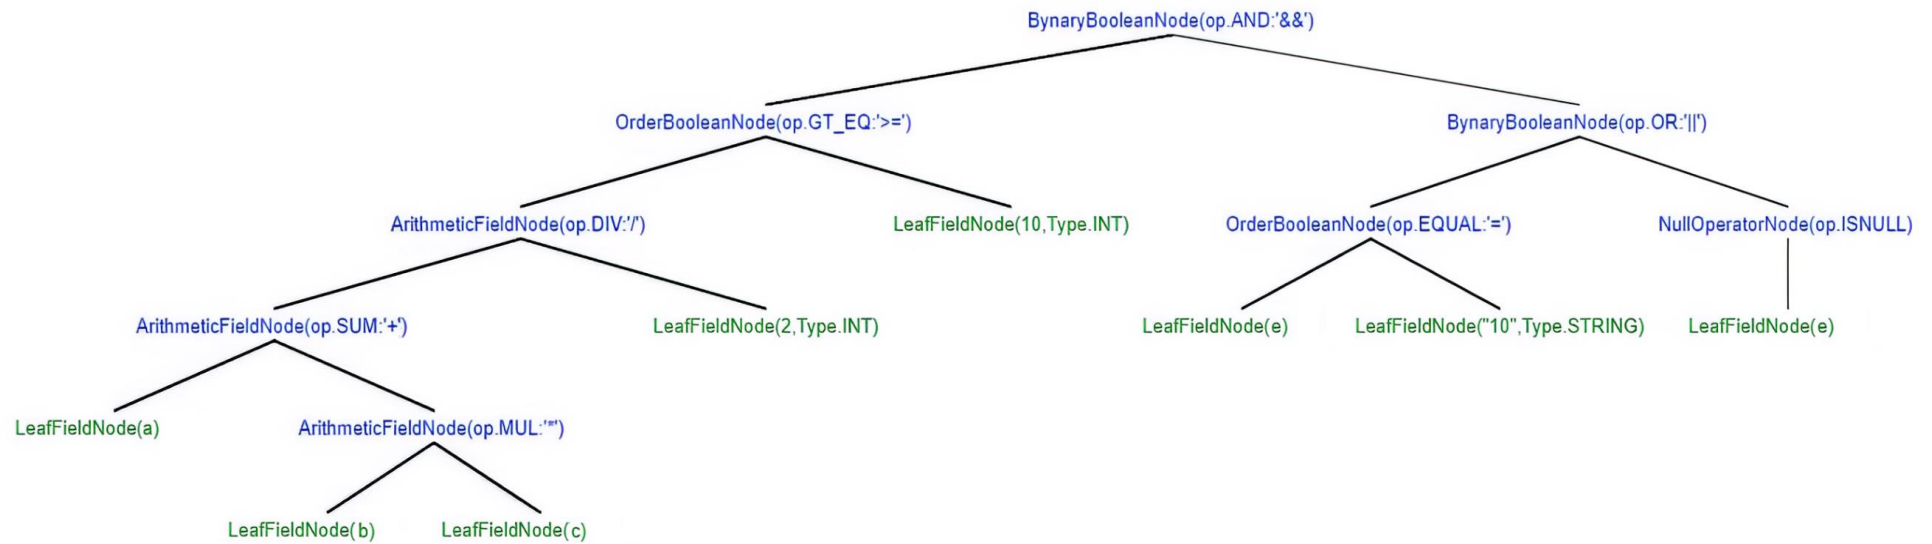 BynaryBooleanNode(op.AND:'&&')
OrderBooleanNode(op.GT_EQ:'>=')
BynaryBooleanNode(op.OR:'||')
ArithmeticFieldNode(op.DIV:'/')
LeafFieldNode(10,Type.INT)
OrderBooleanNode(op.EQUAL:'=')
NullOperatorNode(op.ISNULL)
ArithmeticFieldNode(op.SUM:'+')
LeafFieldNode(2,Type.INT)
LeafFieldNode(e)
LeafFieldNode("10",Type.STRING)
LeafFieldNode(e)
LeafFieldNode(a)
ArithmeticFieldNode(op.MUL:'*')
LeafFieldNode(b)
LeafFieldNode(c)